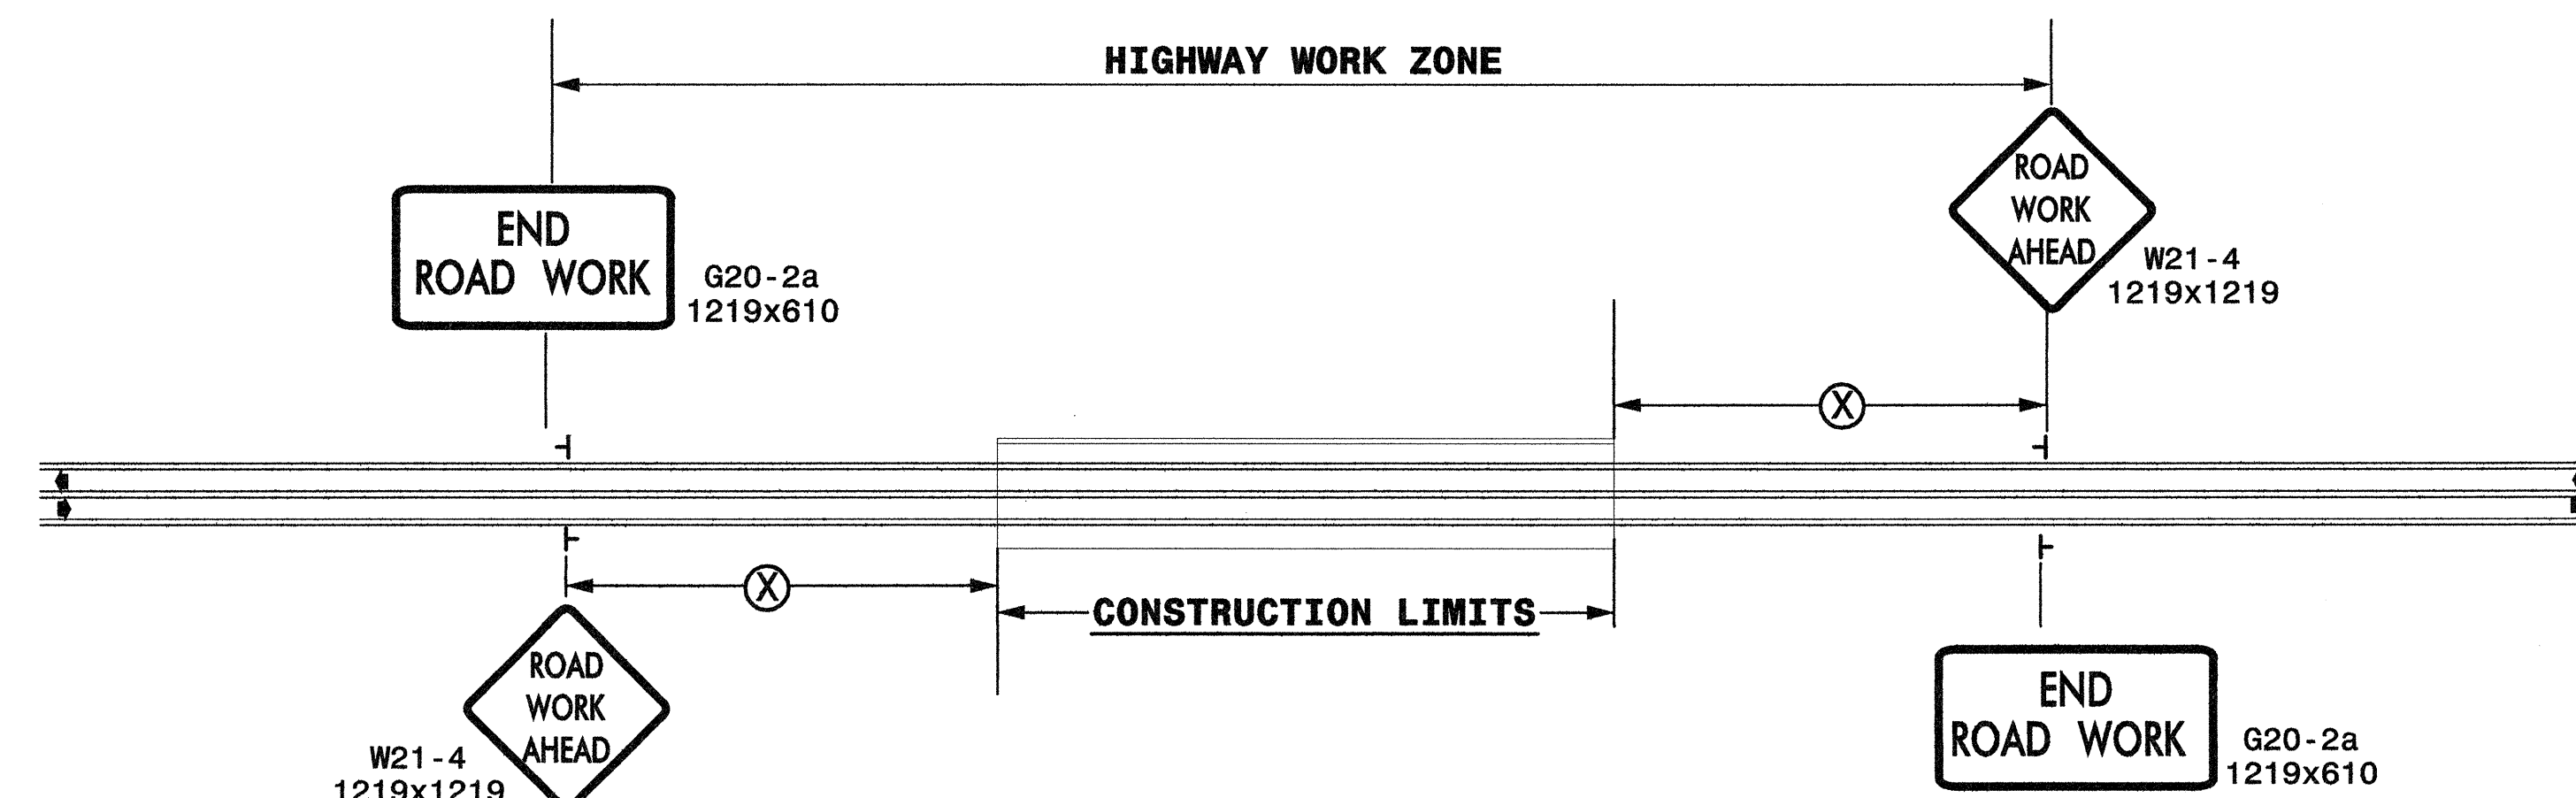 HIGHWAY WORK ZONE
ROAD
WORK
AHEAD
W21-4
1219x1219
END
ROAD WORK
G20-2a
1219x610
X
X
CONSTRUCTION LIMITS
ROAD
WORK
AHEAD
W21-4
1219x1219
END
ROAD WORK
G20-2a
1219x610